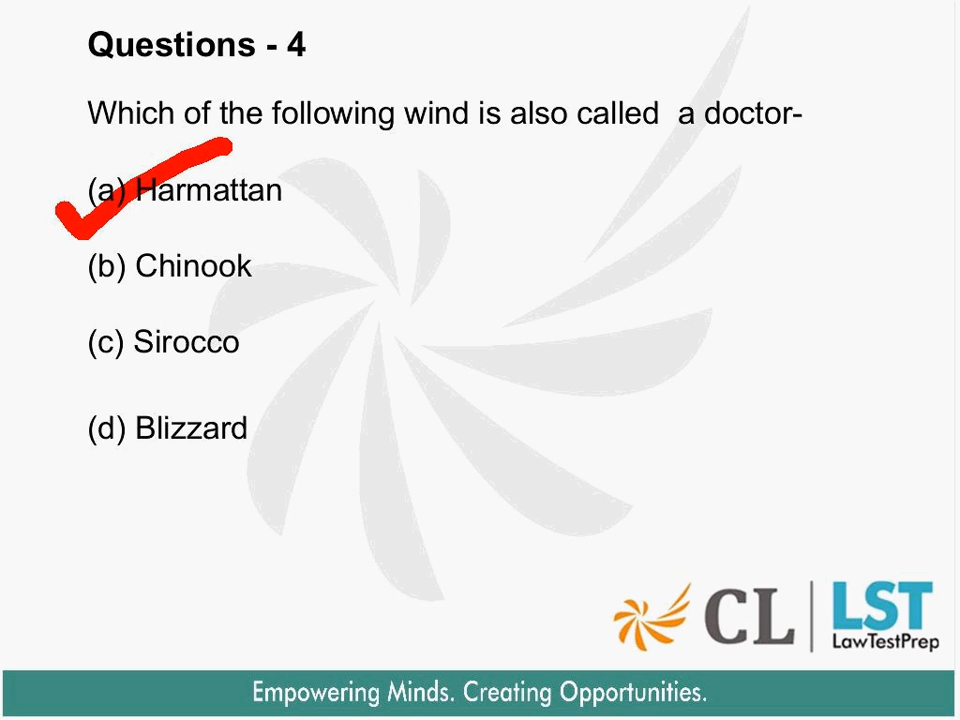 Questions - 4
Which of the following wind is also called  a doctor-
(a) Harmattan
(b) Chinook
(c) Sirocco
(d) Blizzard
CL LST
LawTestPrep
Empowering Minds. Creating Opportunities.